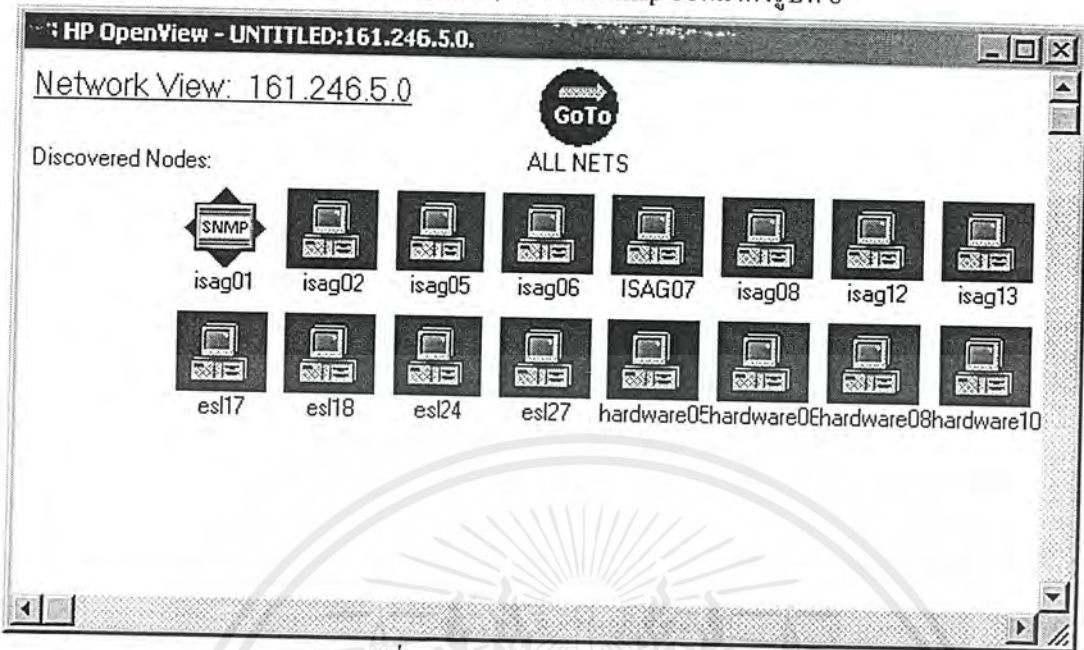 HP OpenView - UNTITLED:161.246.5.0.
Network View: 161.246.5.0
GoTo
ALL NETS
Discovered Nodes:
SNMP
isag01 isag02 isag05 isag06 ISAG07 isag08 isag12 isag13
esl17 esl18 esl24 esl27 hardware08 hardware10